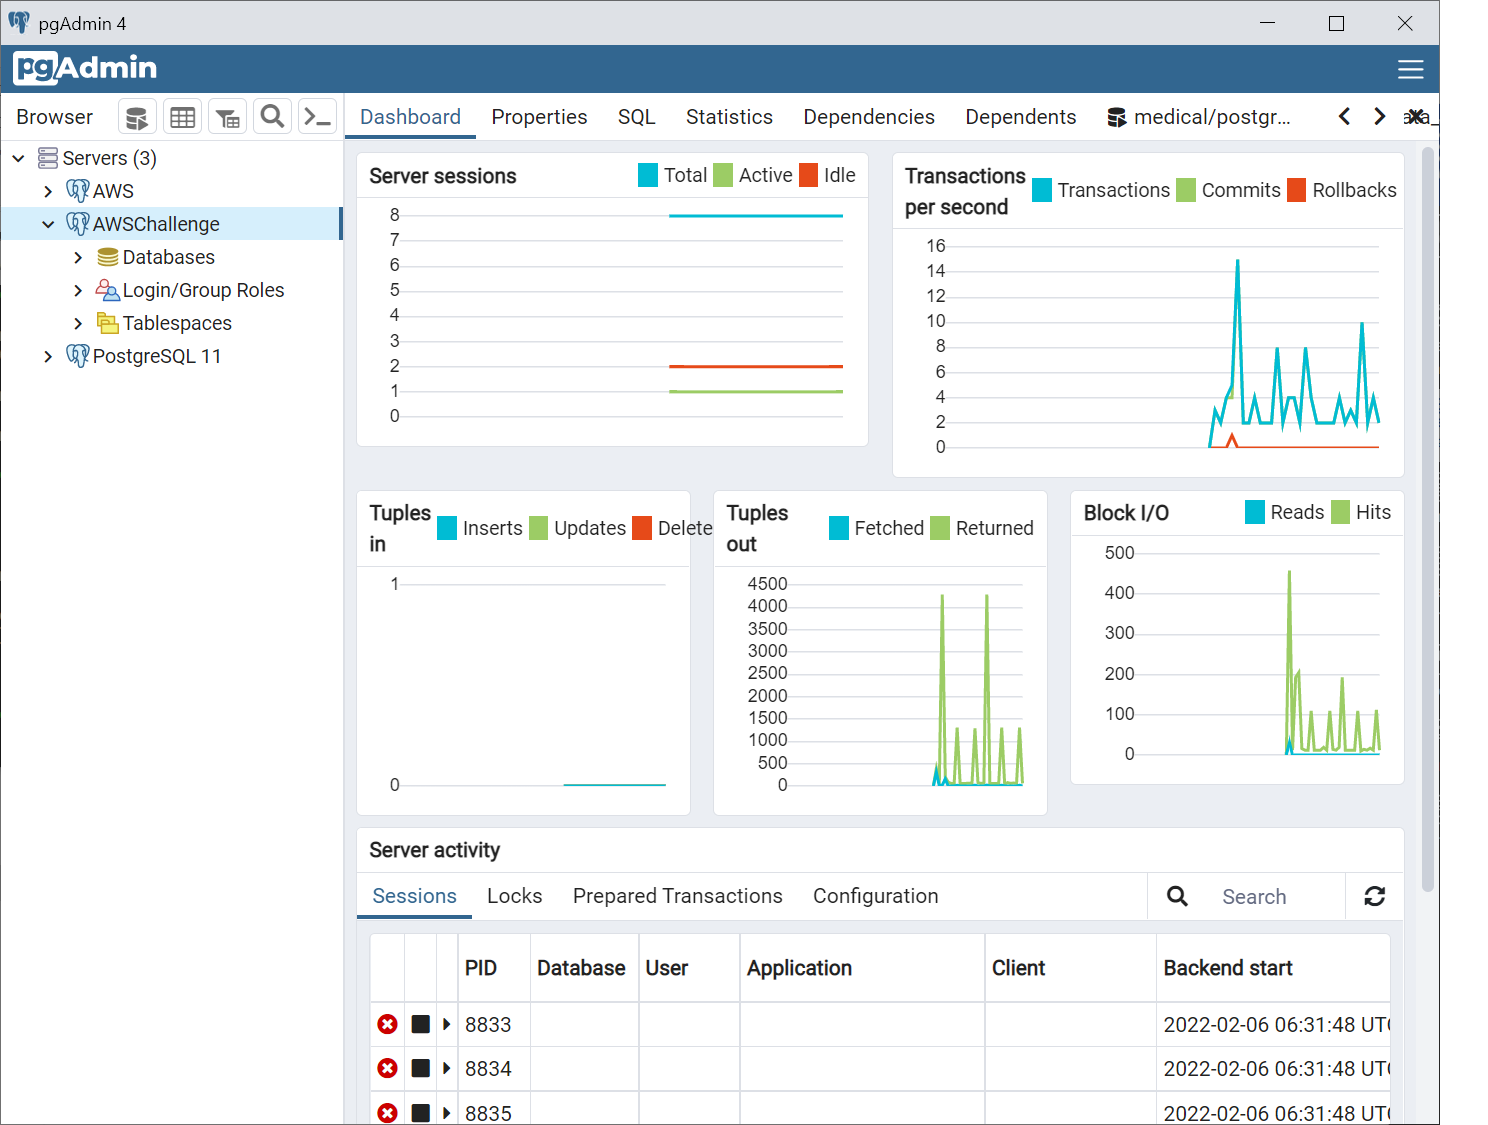 pgAdmin 4
pgAdmin
Browser
Dashboard Properties SQL Statistics Dependencies Dependents medical/postgr...
Servers (3)
AWS
AWSChallenge
Databases
Login/Group Roles
Tablespaces
PostgreSQL 11
Server sessions
Total Active Idle
8
7
6
5
4
3
2
1
0
Transactions
per second
Transactions Commits Rollbacks
16
14
12
10
8
6
4
2
0
Tuples
in
Inserts Updates Delete
1
0
Tuples
out
Fetched Returned
4500
4000
3500
3000
2500
2000
1500
1000
500
0
Block I/O
Reads Hits
500
400
300
200
100
0
Server activity
Sessions Locks Prepared Transactions Configuration Search
PID Database User Application Client Backend start
8833 2022-02-06 06:31:48 UTC
8834 2022-02-06 06:31:48 UTC
8835 2022-02-06 06:31:48 UTC